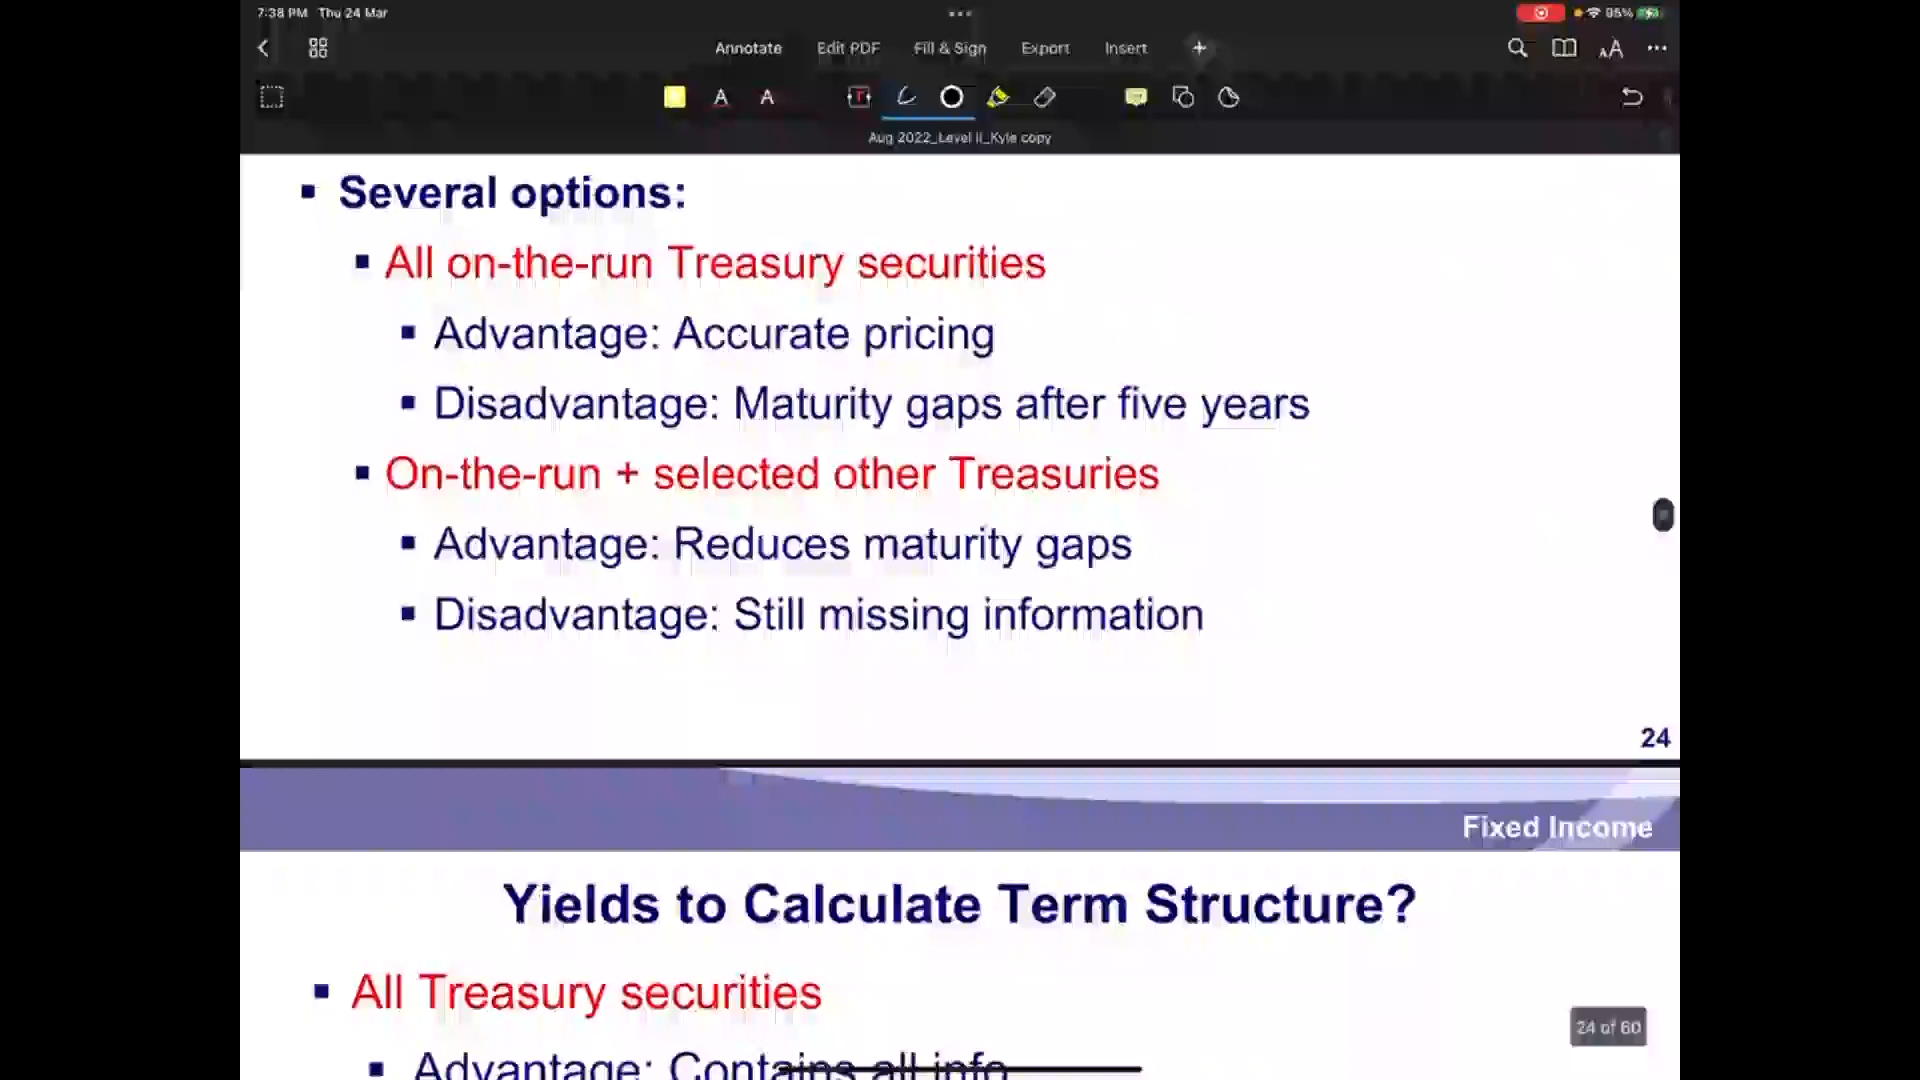 7:38 PM Thu 24 Mar
95%
Annotate Edit PDF Fill & Sign Export Insert
Aug 2022_Level II_Kyle copy
Several options:
All on-the-run Treasury securities
Advantage: Accurate pricing
Disadvantage: Maturity gaps after five years
On-the-run + selected other Treasuries
Advantage: Reduces maturity gaps
Disadvantage: Still missing information
24
Fixed Income
Yields to Calculate Term Structure?
All Treasury securities
24 of 60
Advantage: Contains all info